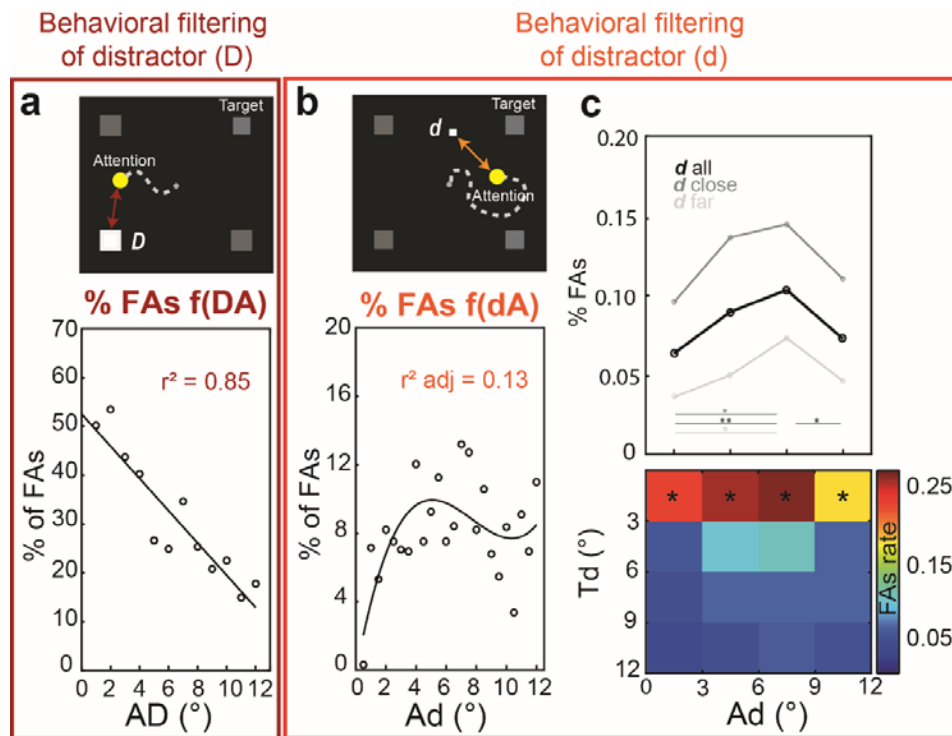 Behavioral filtering
of distractor (D)
Behavioral filtering
of distractor (d)
a
Target
Attention
D
% FAs f(DA)
r² = 0.85
% of FAs
70
60
50
40
30
20
10
0
0 2 4 6 8 10 12
AD (°)
b
Target
d
Attention
% FAs f(dA)
r² adj = 0.13
% of FAs
20
16
12
8
4
0
0 2 4 6 8 10 12
Ad (°)
c
d all
d close
d far
% FAs
0.20
0.15
0.10
0.05
0
*
**
*
*
* * * *
Td (°)
3
6
9
12
0 3 6 9 12
Ad (°)
FAs rate
0.25
0.15
0.05